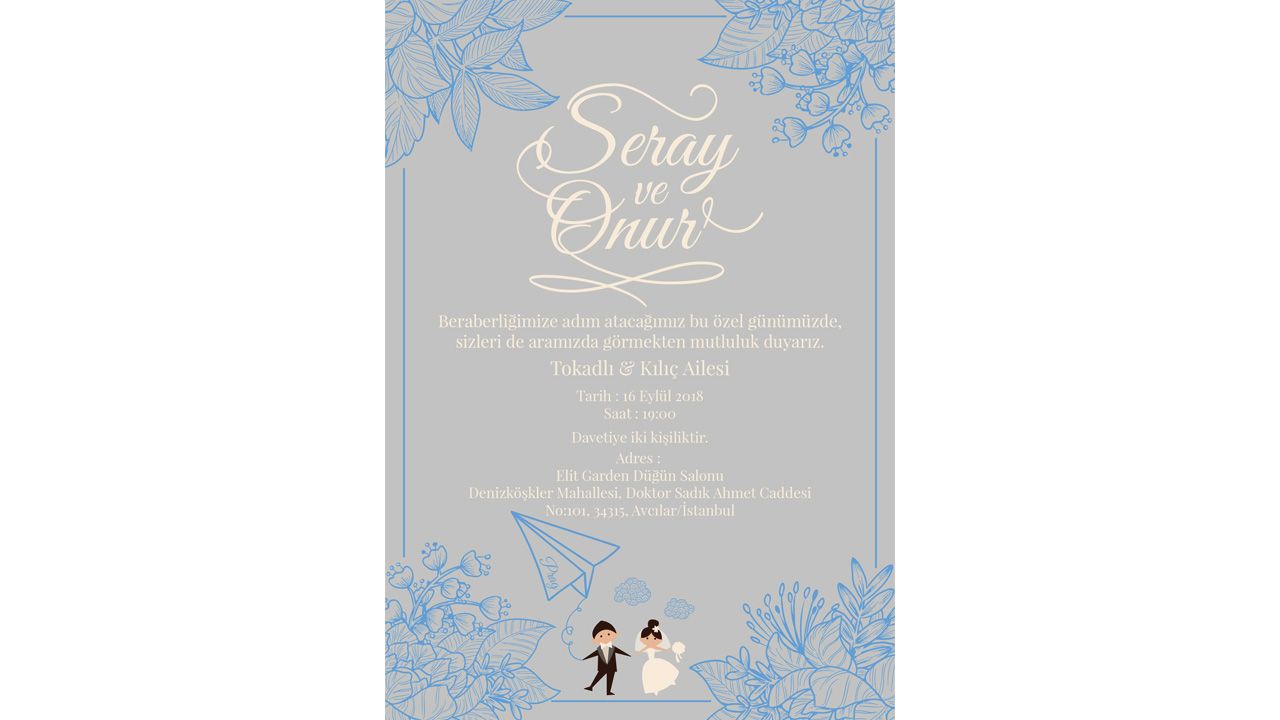 Seray
ve
Onur
Beraberliğimize adım atacağımız bu özel günümüzde,
sizleri de aramızda görmekten mutluluk duyarız.
Tokadlı & Kılıç Ailesi
Tarih : 16 Eylül 2018
Saat : 19:00
Davetiye iki kişiliktir.
Adres :
Elit Garden Düğün Salonu
Denizköşkler Mahallesi, Doktor Sadık Ahmet Caddesi
No:101, 34315, Avcılar/İstanbul